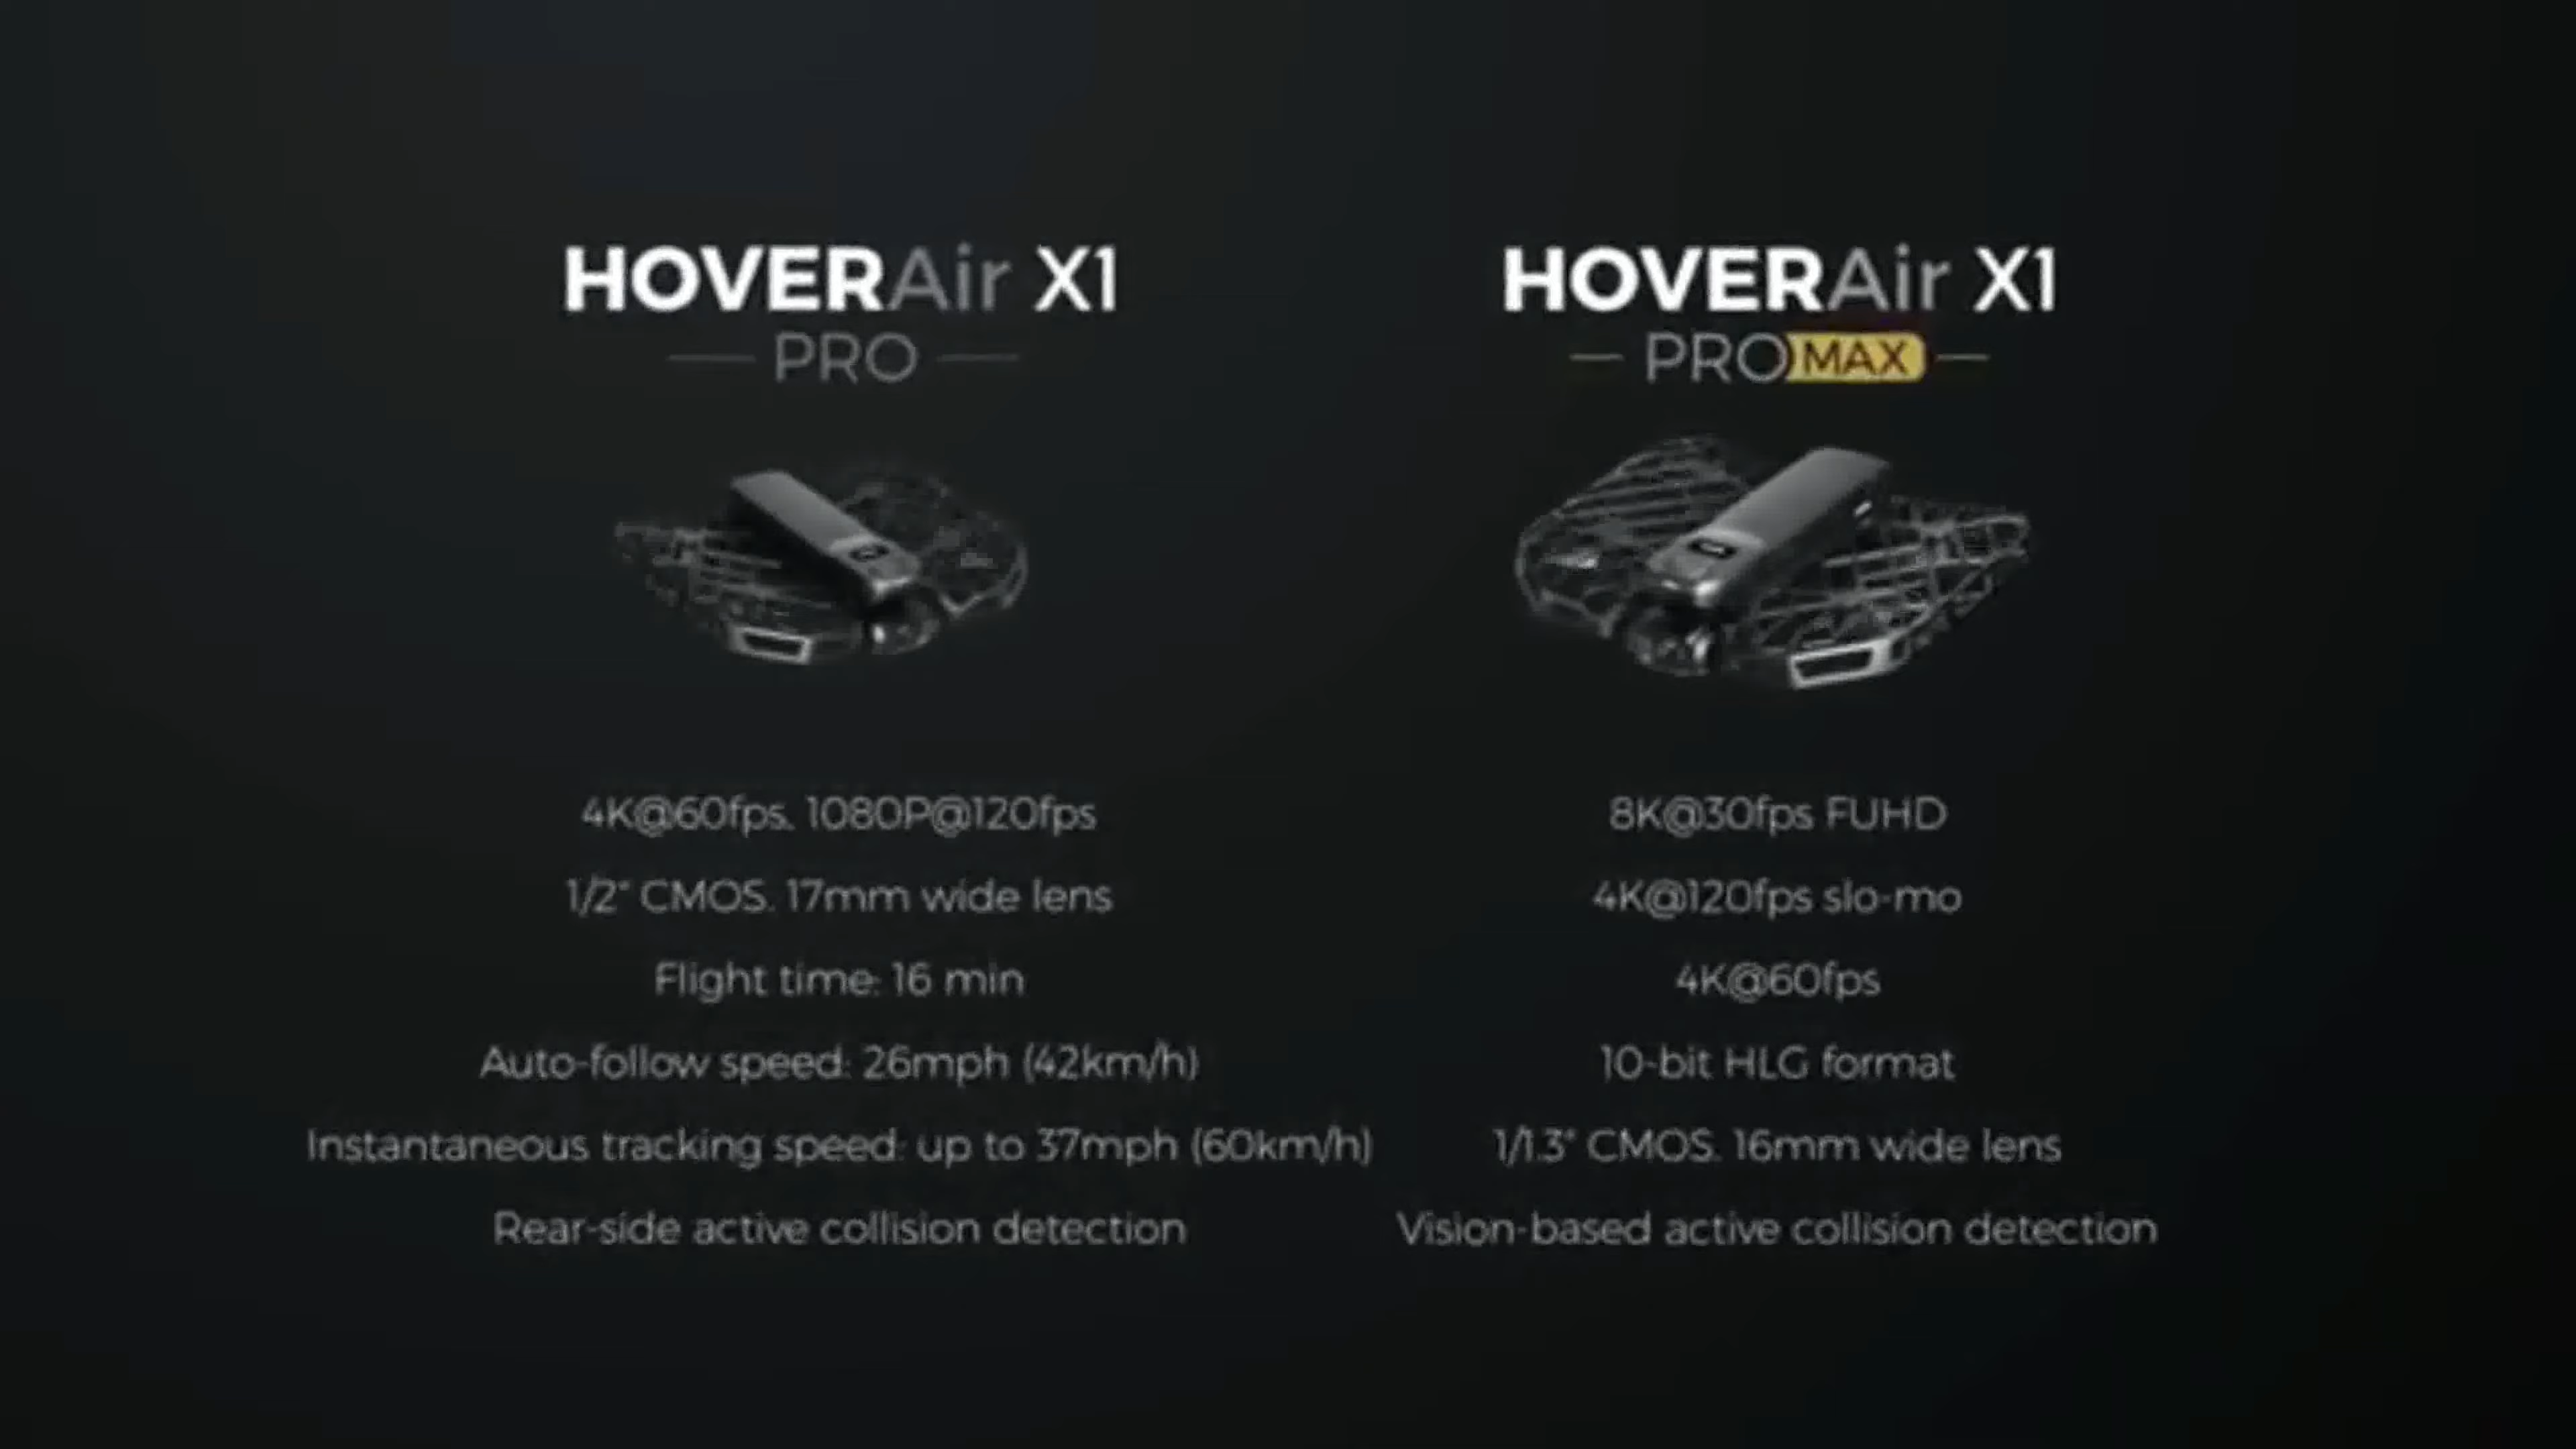 HOVERAir X1
PRO
4K@60fps, 1080P@120fps
1/2" CMOS, 17mm wide lens
Flight time: 16 min
Auto-follow speed: 26mph (42km/h)
Instantaneous tracking speed: up to 37mph (60km/h)
Rear-side active collision detection
HOVERAir X1
PROMAX
8K@30fps FUHD
4K@120fps slo-mo
4K@60fps
10-bit HLG format
1/1.3" CMOS, 16mm wide lens
Vision-based active collision detection